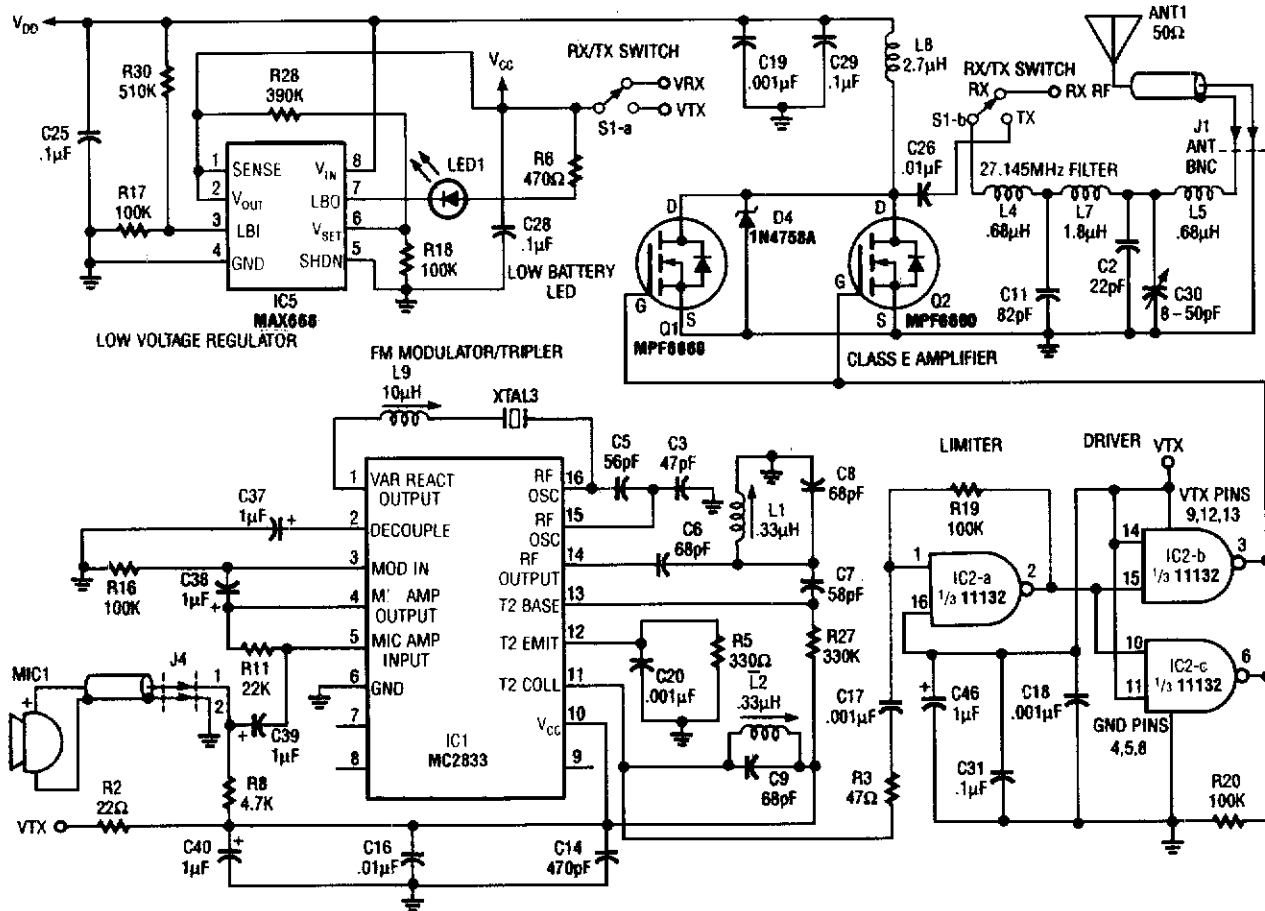 V_DD
R30
510K
R28
390K
V_CC
RX/TX SWITCH
VRX
VTX
S1-a
C25
.1µF
1
SENSE
2
V_OUT
3
LBI
4
GND
V_IN
8
LBO
7
V_SET
6
SHDN
5
R17
100K
IC5
MAX666
LOW VOLTAGE REGULATOR
LED1
R6
470Ω
R18
100K
C28
.1µF
LOW BATTERY
LED
C19
.001µF
C29
.1µF
L8
2.7µH
ANT1
50Ω
RX/TX SWITCH
RX
RX RF
S1-b
TX
J1
ANT
BNC
C26
.01µF
27.145MHz FILTER
L4
.68µH
L7
1.8µH
L5
.68µH
D
G
S
Q1
MPF6660
D4
1N4758A
D
G
S
Q2
MPF6660
C11
82pF
C2
22pF
C30
8–50pF
CLASS E AMPLIFIER
FM MODULATOR/TRIPLER
L9
10µH
XTAL3
1
VAR REACT
OUTPUT
2
DECOUPLE
3
MOD IN
4
AMP
OUTPUT
5
MIC AMP
INPUT
6
GND
7
8
RF
OSC
16
RF
OSC
15
RF
OUTPUT
14
T2 BASE
13
T2 EMIT
12
T2 COLL
11
V_CC
10
9
IC1
MC2833
C37
1µF
+
R16
100K
C38
1µF
+
R11
22K
MIC1
+
J4
1
2
+
C39
1µF
R8
4.7K
R2
22Ω
VTX
C40
1µF
+
C16
.01µF
C14
470pF
C5
56pF
C3
47pF
C6
68pF
L1
.33µH
C8
68pF
C7
58pF
R5
330Ω
R27
330K
C20
.001µF
L2
.33µH
C9
68pF
LIMITER
DRIVER
VTX
VTX PINS
9,12,13
R19
100K
1
16
2
IC2-a
1/3 11132
14
15
3
IC2-b
1/3 11132
10
11
6
IC2-c
1/3 11132
C17
.001µF
R3
47Ω
+
C46
1µF
C31
.1µF
C18
.001µF
GND PINS
4,5,8
R20
100K